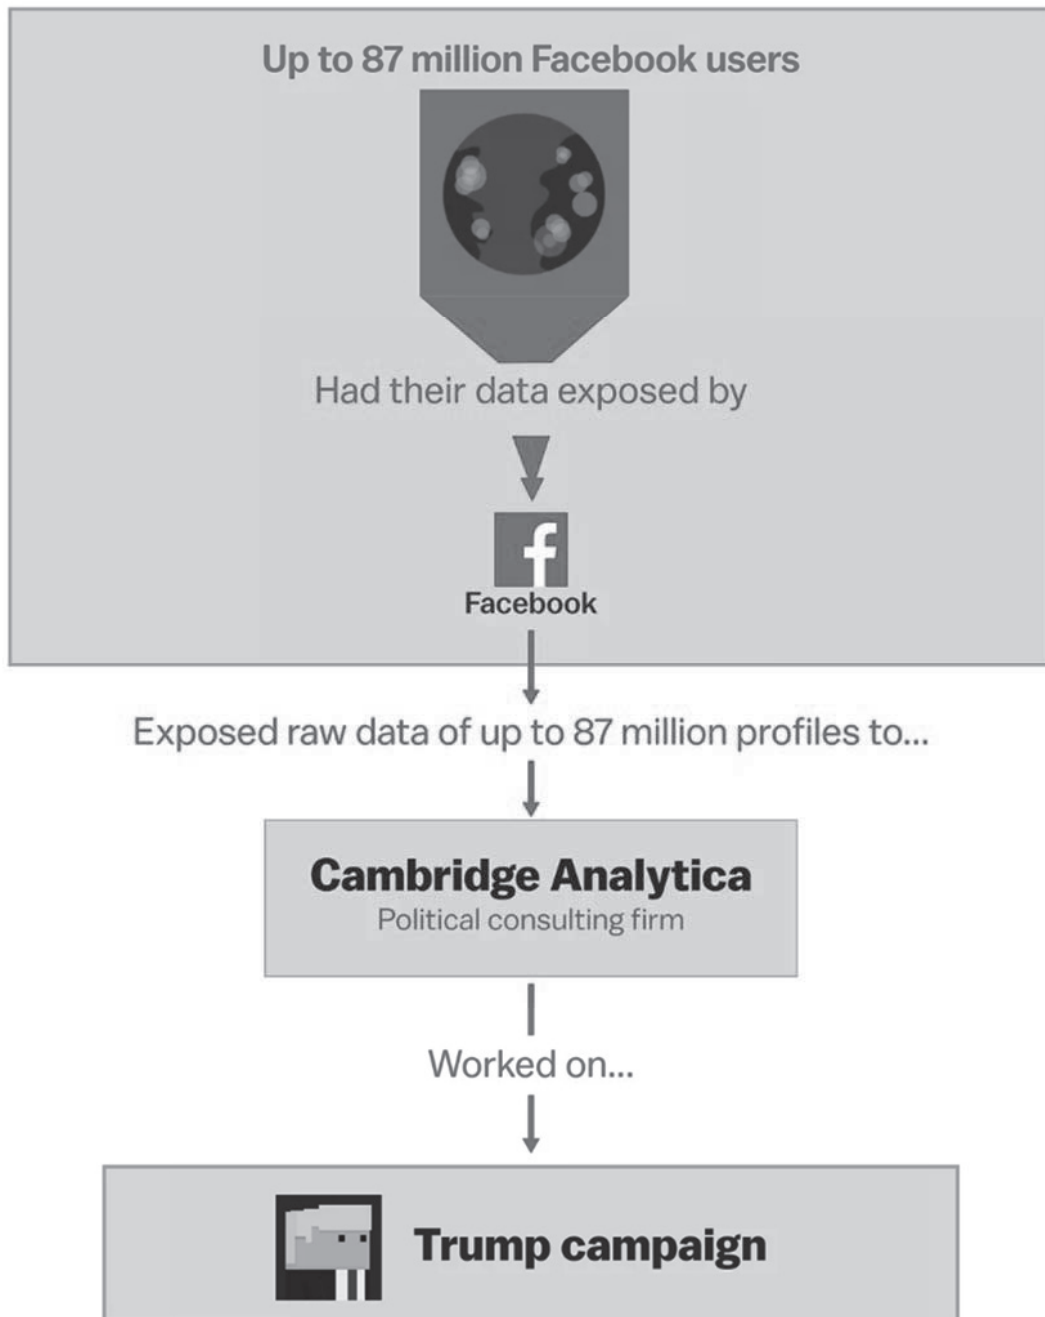 Up to 87 million Facebook users
Had their data exposed by
f
Facebook
Exposed raw data of up to 87 million profiles to...
Cambridge Analytica
Political consulting firm
Worked on...
Trump campaign